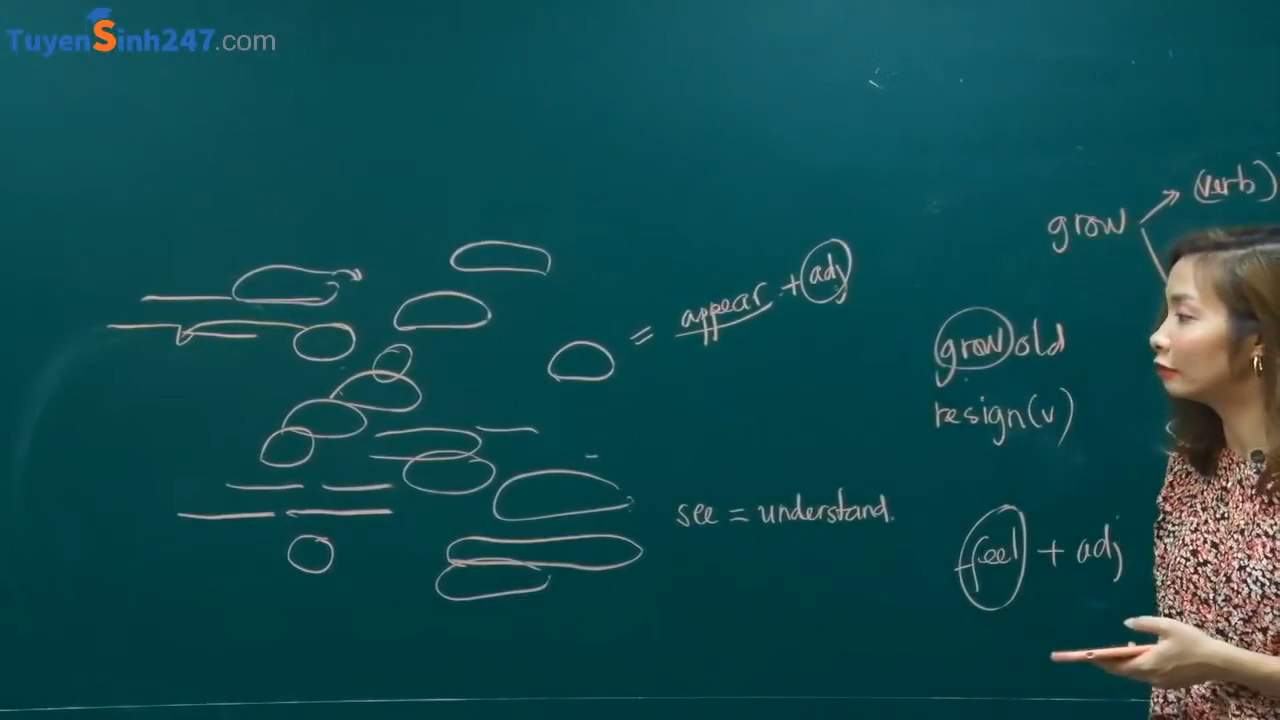 TuyenSinh247.com
grow → (verb)
= appear + adj
grow old
resign (v)
see = understand.
feel + adj